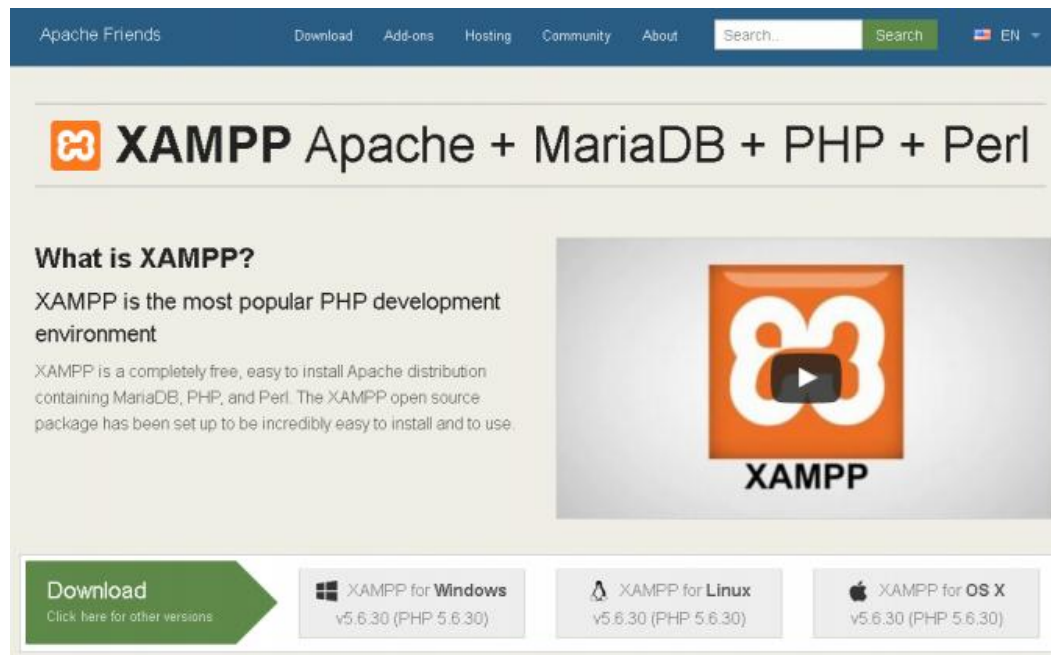 Apache Friends Download Add-ons Hosting Community About Search.. Search EN
XAMPP Apache + MariaDB + PHP + Perl
What is XAMPP?
XAMPP is the most popular PHP development
environment
XAMPP is a completely free, easy to install Apache distribution
containing MariaDB, PHP, and Perl. The XAMPP open source
package has been set up to be incredibly easy to install and to use.
XAMPP
Download
Click here for other versions
XAMPP for Windows
v5.6.30 (PHP 5.6.30)
XAMPP for Linux
v5.6.30 (PHP 5.6.30)
XAMPP for OS X
v5.6.30 (PHP 5.6.30)